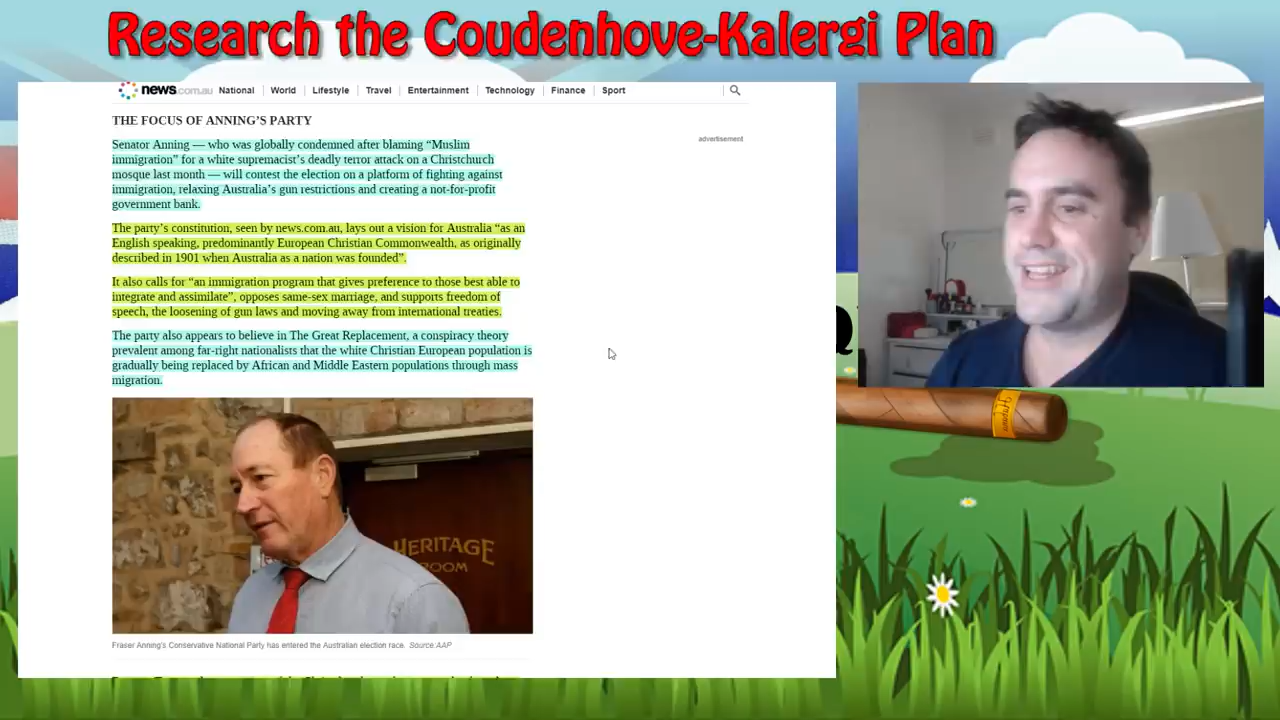 Research the Coudenhove-Kalergi Plan
news.com.au National World Lifestyle Travel Entertainment Technology Finance Sport
THE FOCUS OF ANNING’S PARTY
advertisement
Senator Anning — who was globally condemned after blaming “Muslim
immigration” for a white supremacist’s deadly terror attack on a Christchurch
mosque last month — will contest the election on a platform of fighting against
immigration, relaxing Australia’s gun restrictions and creating a not-for-profit
government bank.
The party’s constitution, seen by news.com.au, lays out a vision for Australia “as an
English speaking, predominantly European Christian Commonwealth, as originally
described in 1901 when Australia as a nation was founded”.
It also calls for “an immigration program that gives preference to those best able to
integrate and assimilate”, opposes same-sex marriage, and supports freedom of
speech, the loosening of gun laws and moving away from international treaties.
The party also appears to believe in The Great Replacement, a conspiracy theory
prevalent among far-right nationalists that the white Christian European population is
gradually being replaced by African and Middle Eastern populations through mass
migration.
HERITAGE
ROOM
Fraser Anning's Conservative National Party has entered the Australian election race. Source:AAP